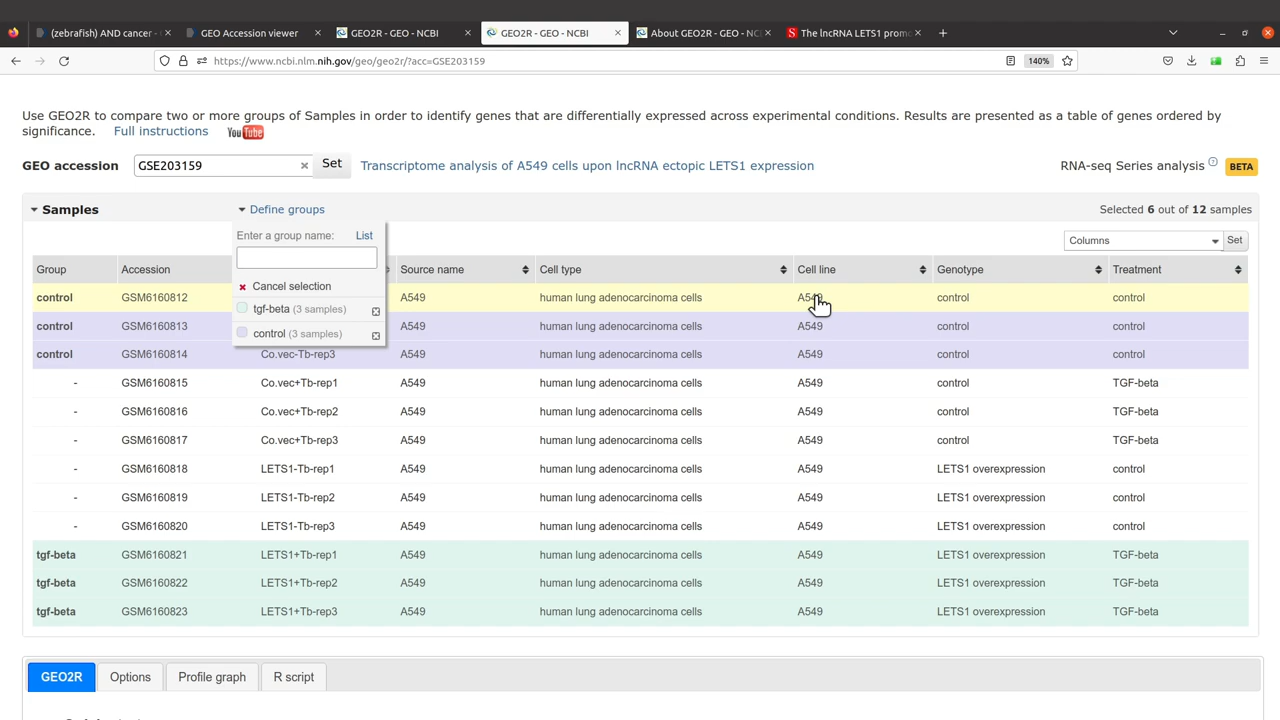 (zebrafish) AND cancer -
GEO Accession viewer
GEO2R - GEO - NCBI
GEO2R - GEO - NCBI
About GEO2R - GEO - NC
The lncRNA LETS1 promo
https://www.ncbi.nlm.nih.gov/geo/geo2r/?acc=GSE203159
140%
Use GEO2R to compare two or more groups of Samples in order to identify genes that are differentially expressed across experimental conditions. Results are presented as a table of genes ordered by
significance. Full instructions YouTube
GEO accession GSE203159 Set Transcriptome analysis of A549 cells upon lncRNA ectopic LETS1 expression RNA-seq Series analysis ? BETA
Samples Define groups Selected 6 out of 12 samples
Enter a group name: List
Columns Set
Cancel selection
tgf-beta (3 samples)
control (3 samples)
Group Accession Source name Cell type Cell line Genotype Treatment
control GSM6160812 A549 human lung adenocarcinoma cells A549 control control
control GSM6160813 A549 human lung adenocarcinoma cells A549 control control
control GSM6160814 Co.vec-Tb-rep3 A549 human lung adenocarcinoma cells A549 control control
- GSM6160815 Co.vec+Tb-rep1 A549 human lung adenocarcinoma cells A549 control TGF-beta
- GSM6160816 Co.vec+Tb-rep2 A549 human lung adenocarcinoma cells A549 control TGF-beta
- GSM6160817 Co.vec+Tb-rep3 A549 human lung adenocarcinoma cells A549 control TGF-beta
- GSM6160818 LETS1-Tb-rep1 A549 human lung adenocarcinoma cells A549 LETS1 overexpression control
- GSM6160819 LETS1-Tb-rep2 A549 human lung adenocarcinoma cells A549 LETS1 overexpression control
- GSM6160820 LETS1-Tb-rep3 A549 human lung adenocarcinoma cells A549 LETS1 overexpression control
tgf-beta GSM6160821 LETS1+Tb-rep1 A549 human lung adenocarcinoma cells A549 LETS1 overexpression TGF-beta
tgf-beta GSM6160822 LETS1+Tb-rep2 A549 human lung adenocarcinoma cells A549 LETS1 overexpression TGF-beta
tgf-beta GSM6160823 LETS1+Tb-rep3 A549 human lung adenocarcinoma cells A549 LETS1 overexpression TGF-beta
GEO2R Options Profile graph R script